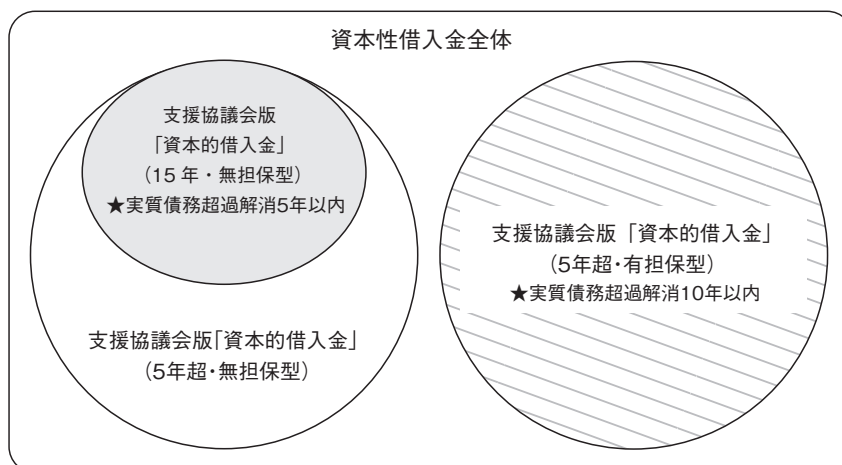 資本性借入金全体
支援協議会版
「資本的借入金」
（15 年・無担保型）
★実質債務超過解消5年以内
支援協議会版「資本的借入金」
（5年超・無担保型）
支援協議会版「資本的借入金」
（5年超・有担保型）
★実質債務超過解消10年以内